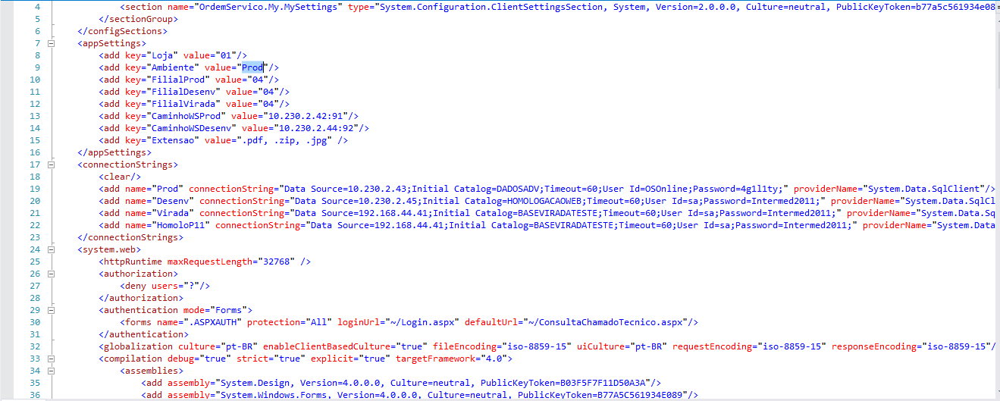 4 <section name="OrdemServico.My.MySettings" type="System.Configuration.ClientSettingsSection, System, Version=2.0.0.0, Culture=neutral, PublicKeyToken=b77a5c561934e08
5 </sectionGroup>
6 </configSections>
7 <appSettings>
8 <add key="Loja" value="01"/>
9 <add key="Ambiente" value="Prod"/>
10 <add key="FilialProd" value="04"/>
11 <add key="FilialDesenv" value="04"/>
12 <add key="FilialVirada" value="04"/>
13 <add key="CaminhoWSProd" value="10.230.2.42:91"/>
14 <add key="CaminhoWSDesenv" value="10.230.2.44:92"/>
15 <add key="Extensao" value=".pdf, .zip, .jpg" />
16 </appSettings>
17 <connectionStrings>
18 <clear/>
19 <add name="Prod" connectionString="Data Source=10.230.2.43;Initial Catalog=DADOSADV;Timeout=60;User Id=OSOnline;Password=4g1l1ty;" providerName="System.Data.SqlClient"/>
20 <add name="Desenv" connectionString="Data Source=10.230.2.45;Initial Catalog=HOMOLOGACAOWEB;Timeout=60;User Id=sa;Password=Intermed2011;" providerName="System.Data.SqlCl
21 <add name="Virada" connectionString="Data Source=192.168.44.41;Initial Catalog=BASEVIRADATESTE;Timeout=60;User Id=sa;Password=Intermed2011;" providerName="System.Data.Sq
22 <add name="HomoloP11" connectionString="Data Source=192.168.44.41;Initial Catalog=BASEVIRADATESTE;Timeout=60;User Id=sa;Password=Intermed2011;" providerName="System.Data
23 </connectionStrings>
24 <system.web>
25 <httpRuntime maxRequestLength="32768" />
26 <authorization>
27 <deny users="?"/>
28 </authorization>
29 <authentication mode="Forms">
30 <forms name=".ASPXAUTH" protection="All" loginUrl="~/Login.aspx" defaultUrl="~/ConsultaChamadoTecnico.aspx"/>
31 </authentication>
32 <globalization culture="pt-BR" enableClientBasedCulture="true" fileEncoding="iso-8859-15" uiCulture="pt-BR" requestEncoding="iso-8859-15" responseEncoding="iso-8859-15"/
33 <compilation debug="true" strict="true" explicit="true" targetFramework="4.0">
34 <assemblies>
35 <add assembly="System.Design, Version=4.0.0.0, Culture=neutral, PublicKeyToken=B03F5F7F11D50A3A"/>
36 <add assembly="System.Windows.Forms, Version=4.0.0.0, Culture=neutral, PublicKeyToken=B77A5C561934E089"/>